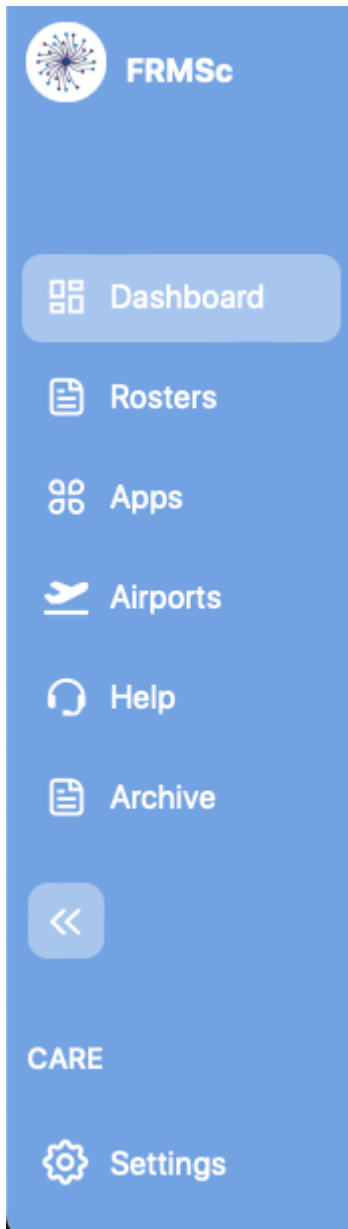 FRMSc
Dashboard
Rosters
Apps
Airports
Help
Archive
CARE
Settings